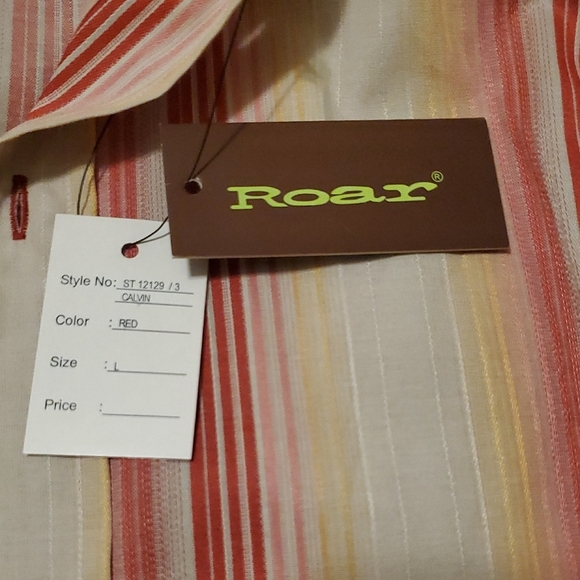 Roar®
Style No: ST 12129 / 3
CALVIN
Color : RED
Size : L
Price :